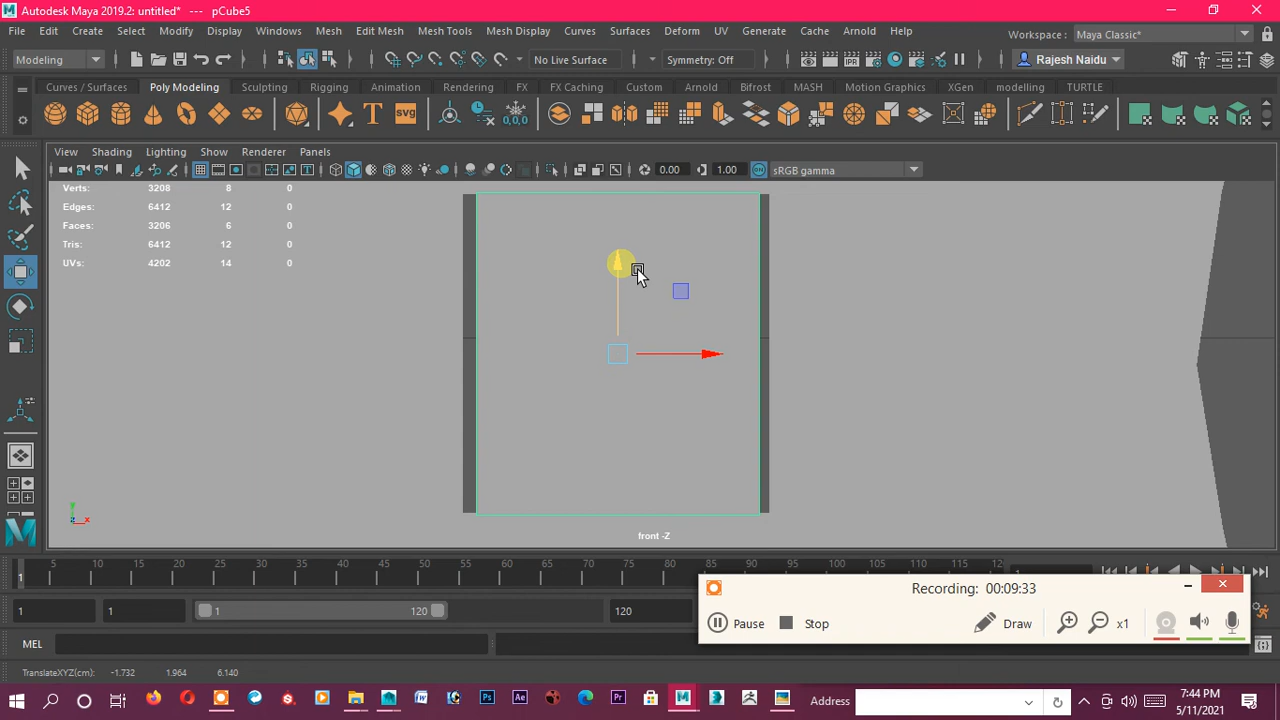 Autodesk Maya 2019.2: untitled* --- pCube5
File Edit Create Select Modify Display Windows Mesh Edit Mesh Mesh Tools Mesh Display Curves Surfaces Deform UV Generate Cache Arnold Help
Workspace : Maya Classic*
Modeling No Live Surface Symmetry: Off Rajesh Naidu
Curves / Surfaces Poly Modeling Sculpting Rigging Animation Rendering FX FX Caching Custom Arnold Bifrost MASH Motion Graphics XGen modelling TURTLE
View Shading Lighting Show Renderer Panels
0.00 1.00 sRGB gamma
Verts: 3208 8 0
Edges: 6412 12 0
Faces: 3206 6 0
Tris: 6412 12 0
UVs: 4202 14 0
front -Z
5 10 15 20 25 30 35 40 45 50 55 60 65 70 75 80 85 90 95 100 105 110 115 12
1
1 1 1 120 120
Recording: 00:09:33
Pause Stop Draw x1
MEL
TranslateXYZ(cm): -1.732 1.964 6.140
Address
7:44 PM
5/11/2021